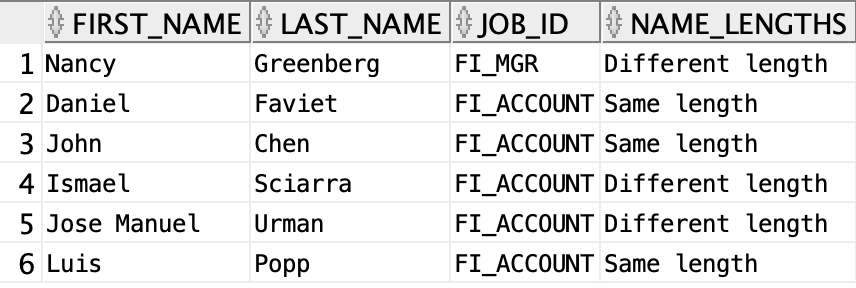 FIRST_NAME LAST_NAME JOB_ID NAME_LENGTHS
1 Nancy Greenberg FI_MGR Different length
2 Daniel Faviet FI_ACCOUNT Same length
3 John Chen FI_ACCOUNT Same length
4 Ismael Sciarra FI_ACCOUNT Different length
5 Jose Manuel Urman FI_ACCOUNT Different length
6 Luis Popp FI_ACCOUNT Same length